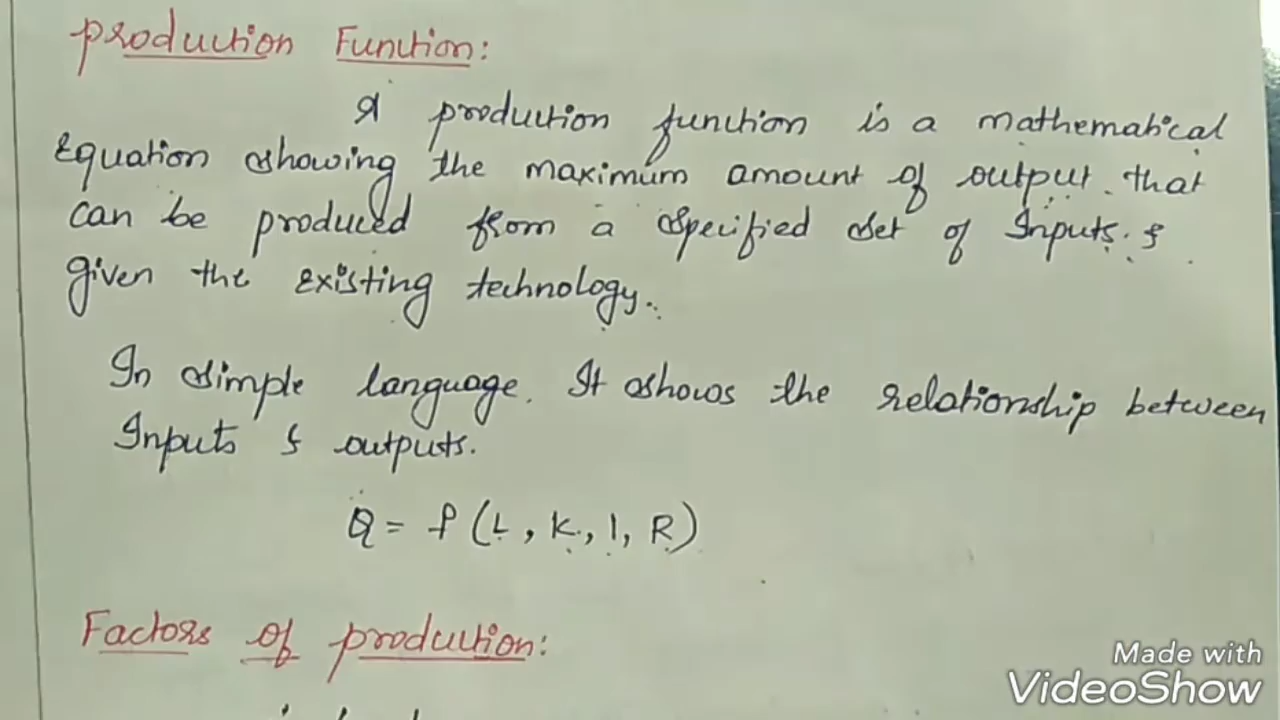 Production Function:
A production function is a mathematical
Equation showing the maximum amount of output that
can be produced from a specified set of Inputs &
given the existing technology.
In simple language. It shows the relationship between
Inputs & outputs.
Q = f (L, K, I, R)
Factors of production:
Made with
VideoShow